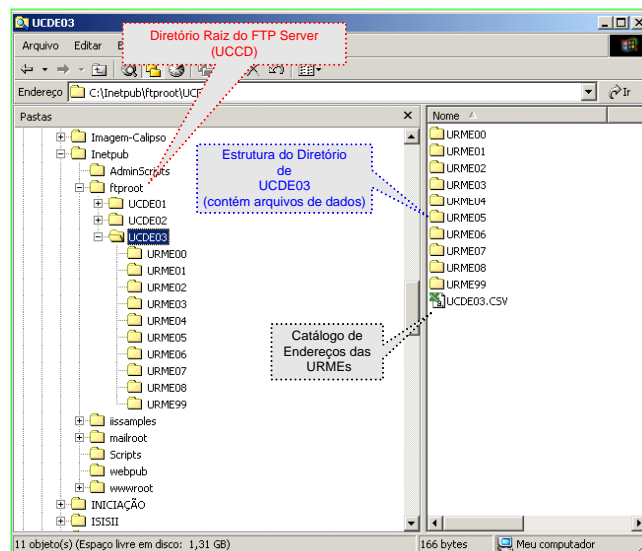 UCDE03
Arquivo Editar
Diretório Raiz do FTP Server
(UCCD)
Endereço C:\Inetpub\ftproot\UC Ir
Pastas
Imagem-Calipso
Inetpub
AdminScripts
ftproot
UCDE01
UCDE02
UCDE03
URME00
URME01
URME02
URME03
URME04
URME05
URME06
URME07
URME08
URME99
iissamples
mailroot
Scripts
webpub
wwwroot
INICIAÇÃO
ISISII
Estrutura do Diretório
de
UCDE03
(contém arquivos de dados)
Catálogo de
Endereços das
URMEs
Nome
URME00
URME01
URME02
URME03
URME04
URME05
URME06
URME07
URME08
URME99
UCDE03.CSV
11 objeto(s) (Espaço livre em disco: 1,31 GB) 166 bytes Meu computador